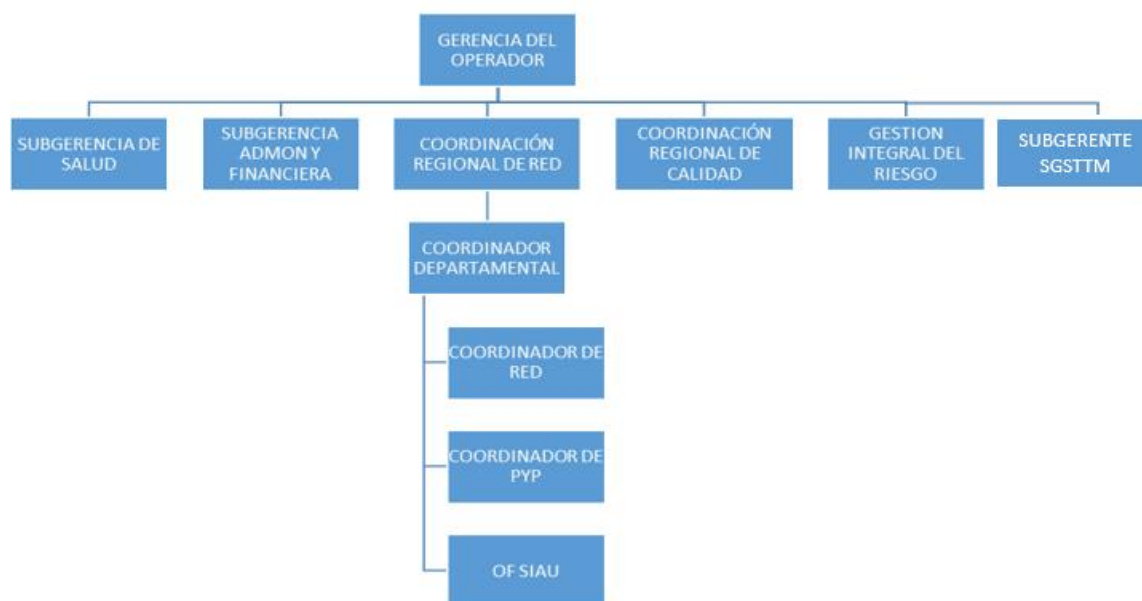 GERENCIA DEL
OPERADOR
SUBGERENCIA DE
SALUD
SUBGERENCIA
ADMON Y
FINANCIERA
COORDINACIÓN
REGIONAL DE RED
COORDINACIÓN
REGIONAL DE
CALIDAD
GESTION
INTEGRAL DEL
RIESGO
SUBGERENTE
SGSTTM
COORDINADOR
DEPARTAMENTAL
COORDINADOR DE
RED
COORDINADOR DE
PYP
OF SIAU